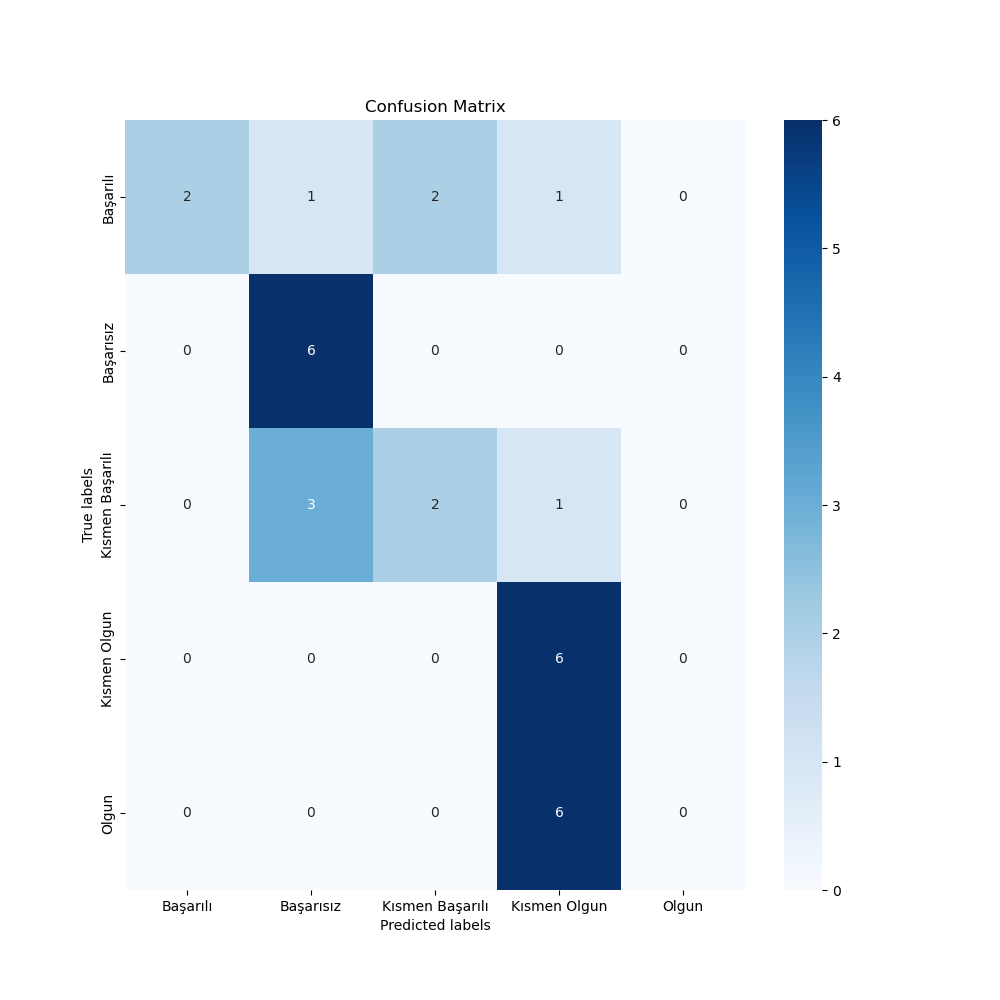 Confusion Matrix
Başarılı
2 1 2 1 0
Başarısız
0 6 0 0 0
True labels
Kısmen Başarılı
0 3 2 1 0
Kısmen Olgun
0 0 0 6 0
Olgun
0 0 0 6 0
Başarılı Başarısız Kısmen Başarılı Kısmen Olgun Olgun
Predicted labels
6
5
4
3
2
1
0